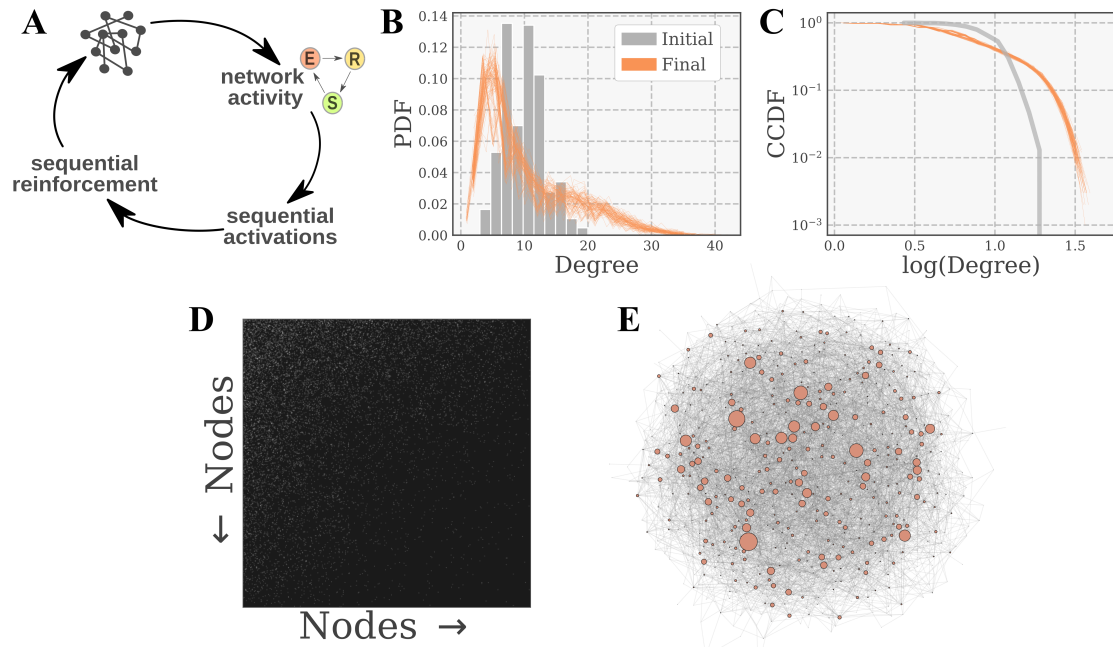 A
E
R
S
network
activity
sequential
activations
sequential
reinforcement
B
0.14
0.12
0.10
0.08
0.06
0.04
0.02
0.00
PDF
Initial
Final
0
10
20
30
40
Degree
C
10⁰
10⁻¹
10⁻²
10⁻³
CCDF
0.0
0.5
1.0
1.5
log(Degree)
D
← Nodes
Nodes →
E